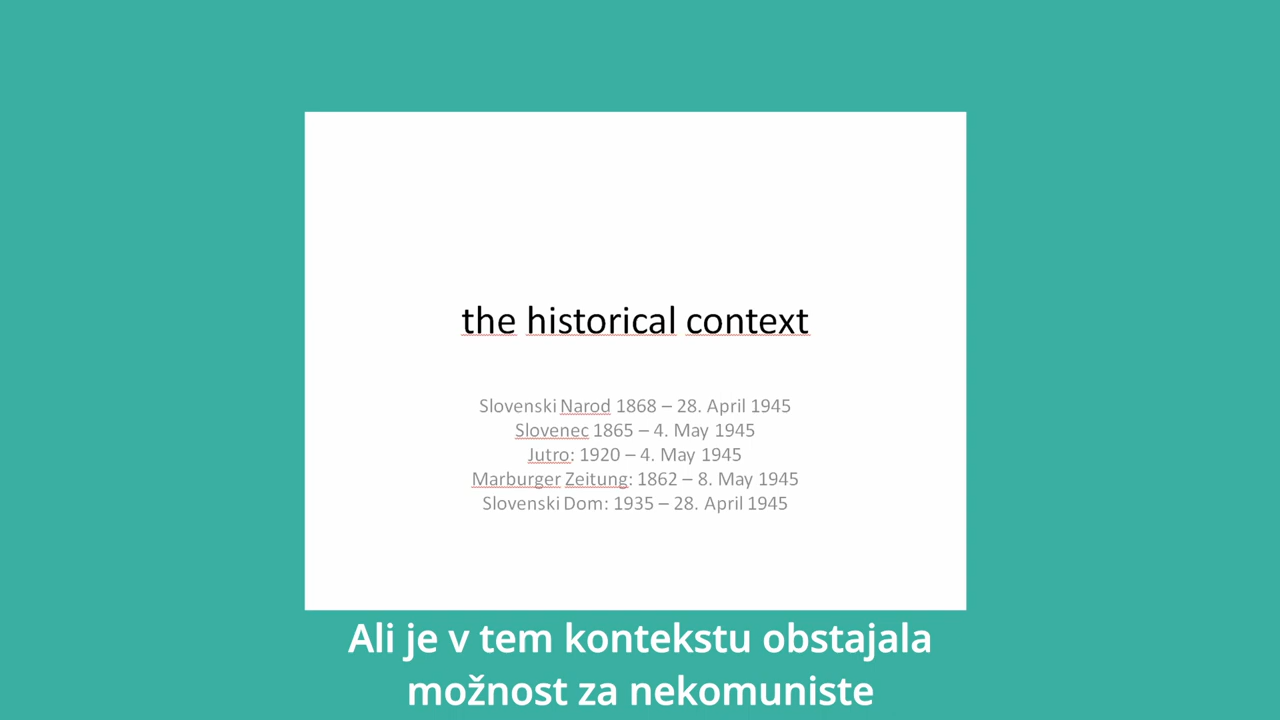 the historical context
Slovenski Narod 1868 – 28. April 1945
Slovenec 1865 – 4. May 1945
Jutro: 1920 – 4. May 1945
Marburger Zeitung: 1862 – 8. May 1945
Slovenski Dom: 1935 – 28. April 1945
Ali je v tem kontekstu obstajala
možnost za nekomuniste